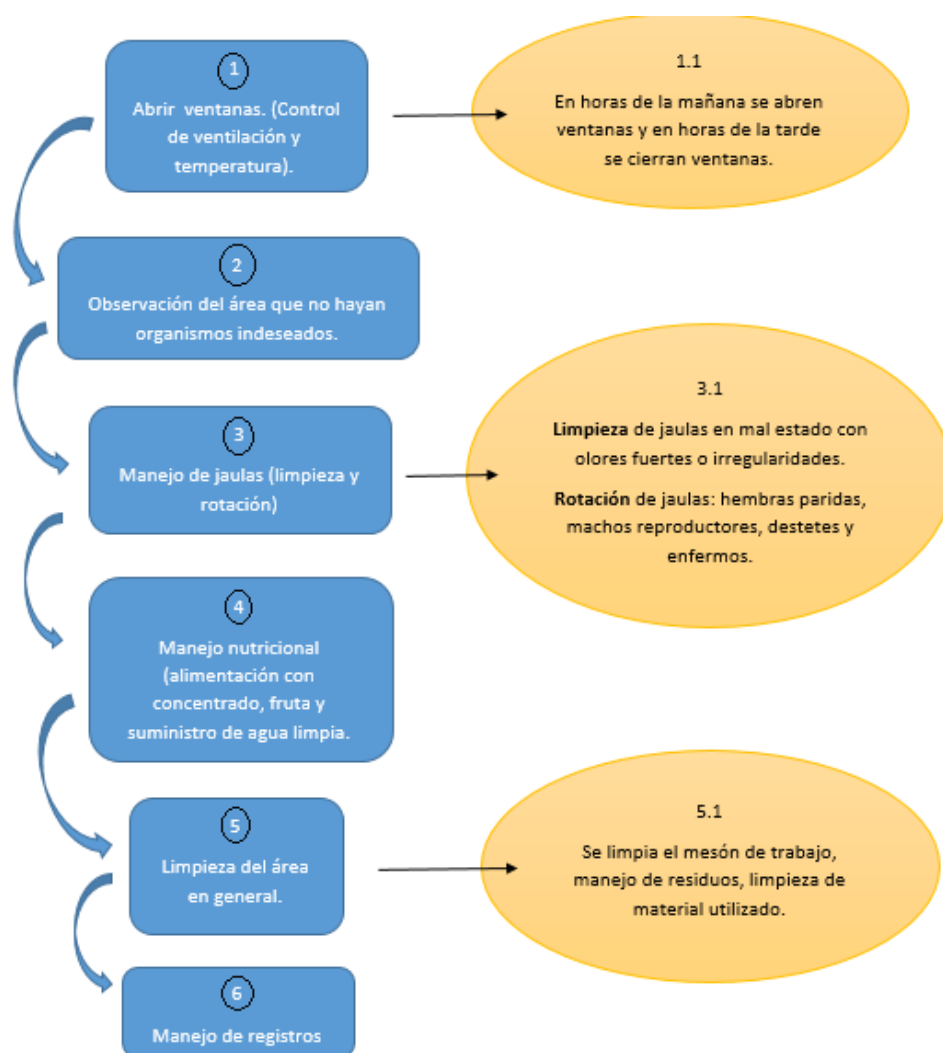 1
Abrir ventanas. (Control
de ventilación y
temperatura).
1.1
En horas de la mañana se abren
ventanas y en horas de la tarde
se cierran ventanas.
2
Observación del área que no hayan
organismos indeseados.
3
Manejo de jaulas (limpieza y
rotación)
3.1
Limpieza de jaulas en mal estado con
olores fuertes o irregularidades.
Rotación de jaulas: hembras paridas,
machos reproductores, destetes y
enfermos.
4
Manejo nutricional
(alimentación con
concentrado, fruta y
suministro de agua limpia.
5
Limpieza del área
en general.
5.1
Se limpia el mesón de trabajo,
manejo de residuos, limpieza de
material utilizado.
6
Manejo de registros